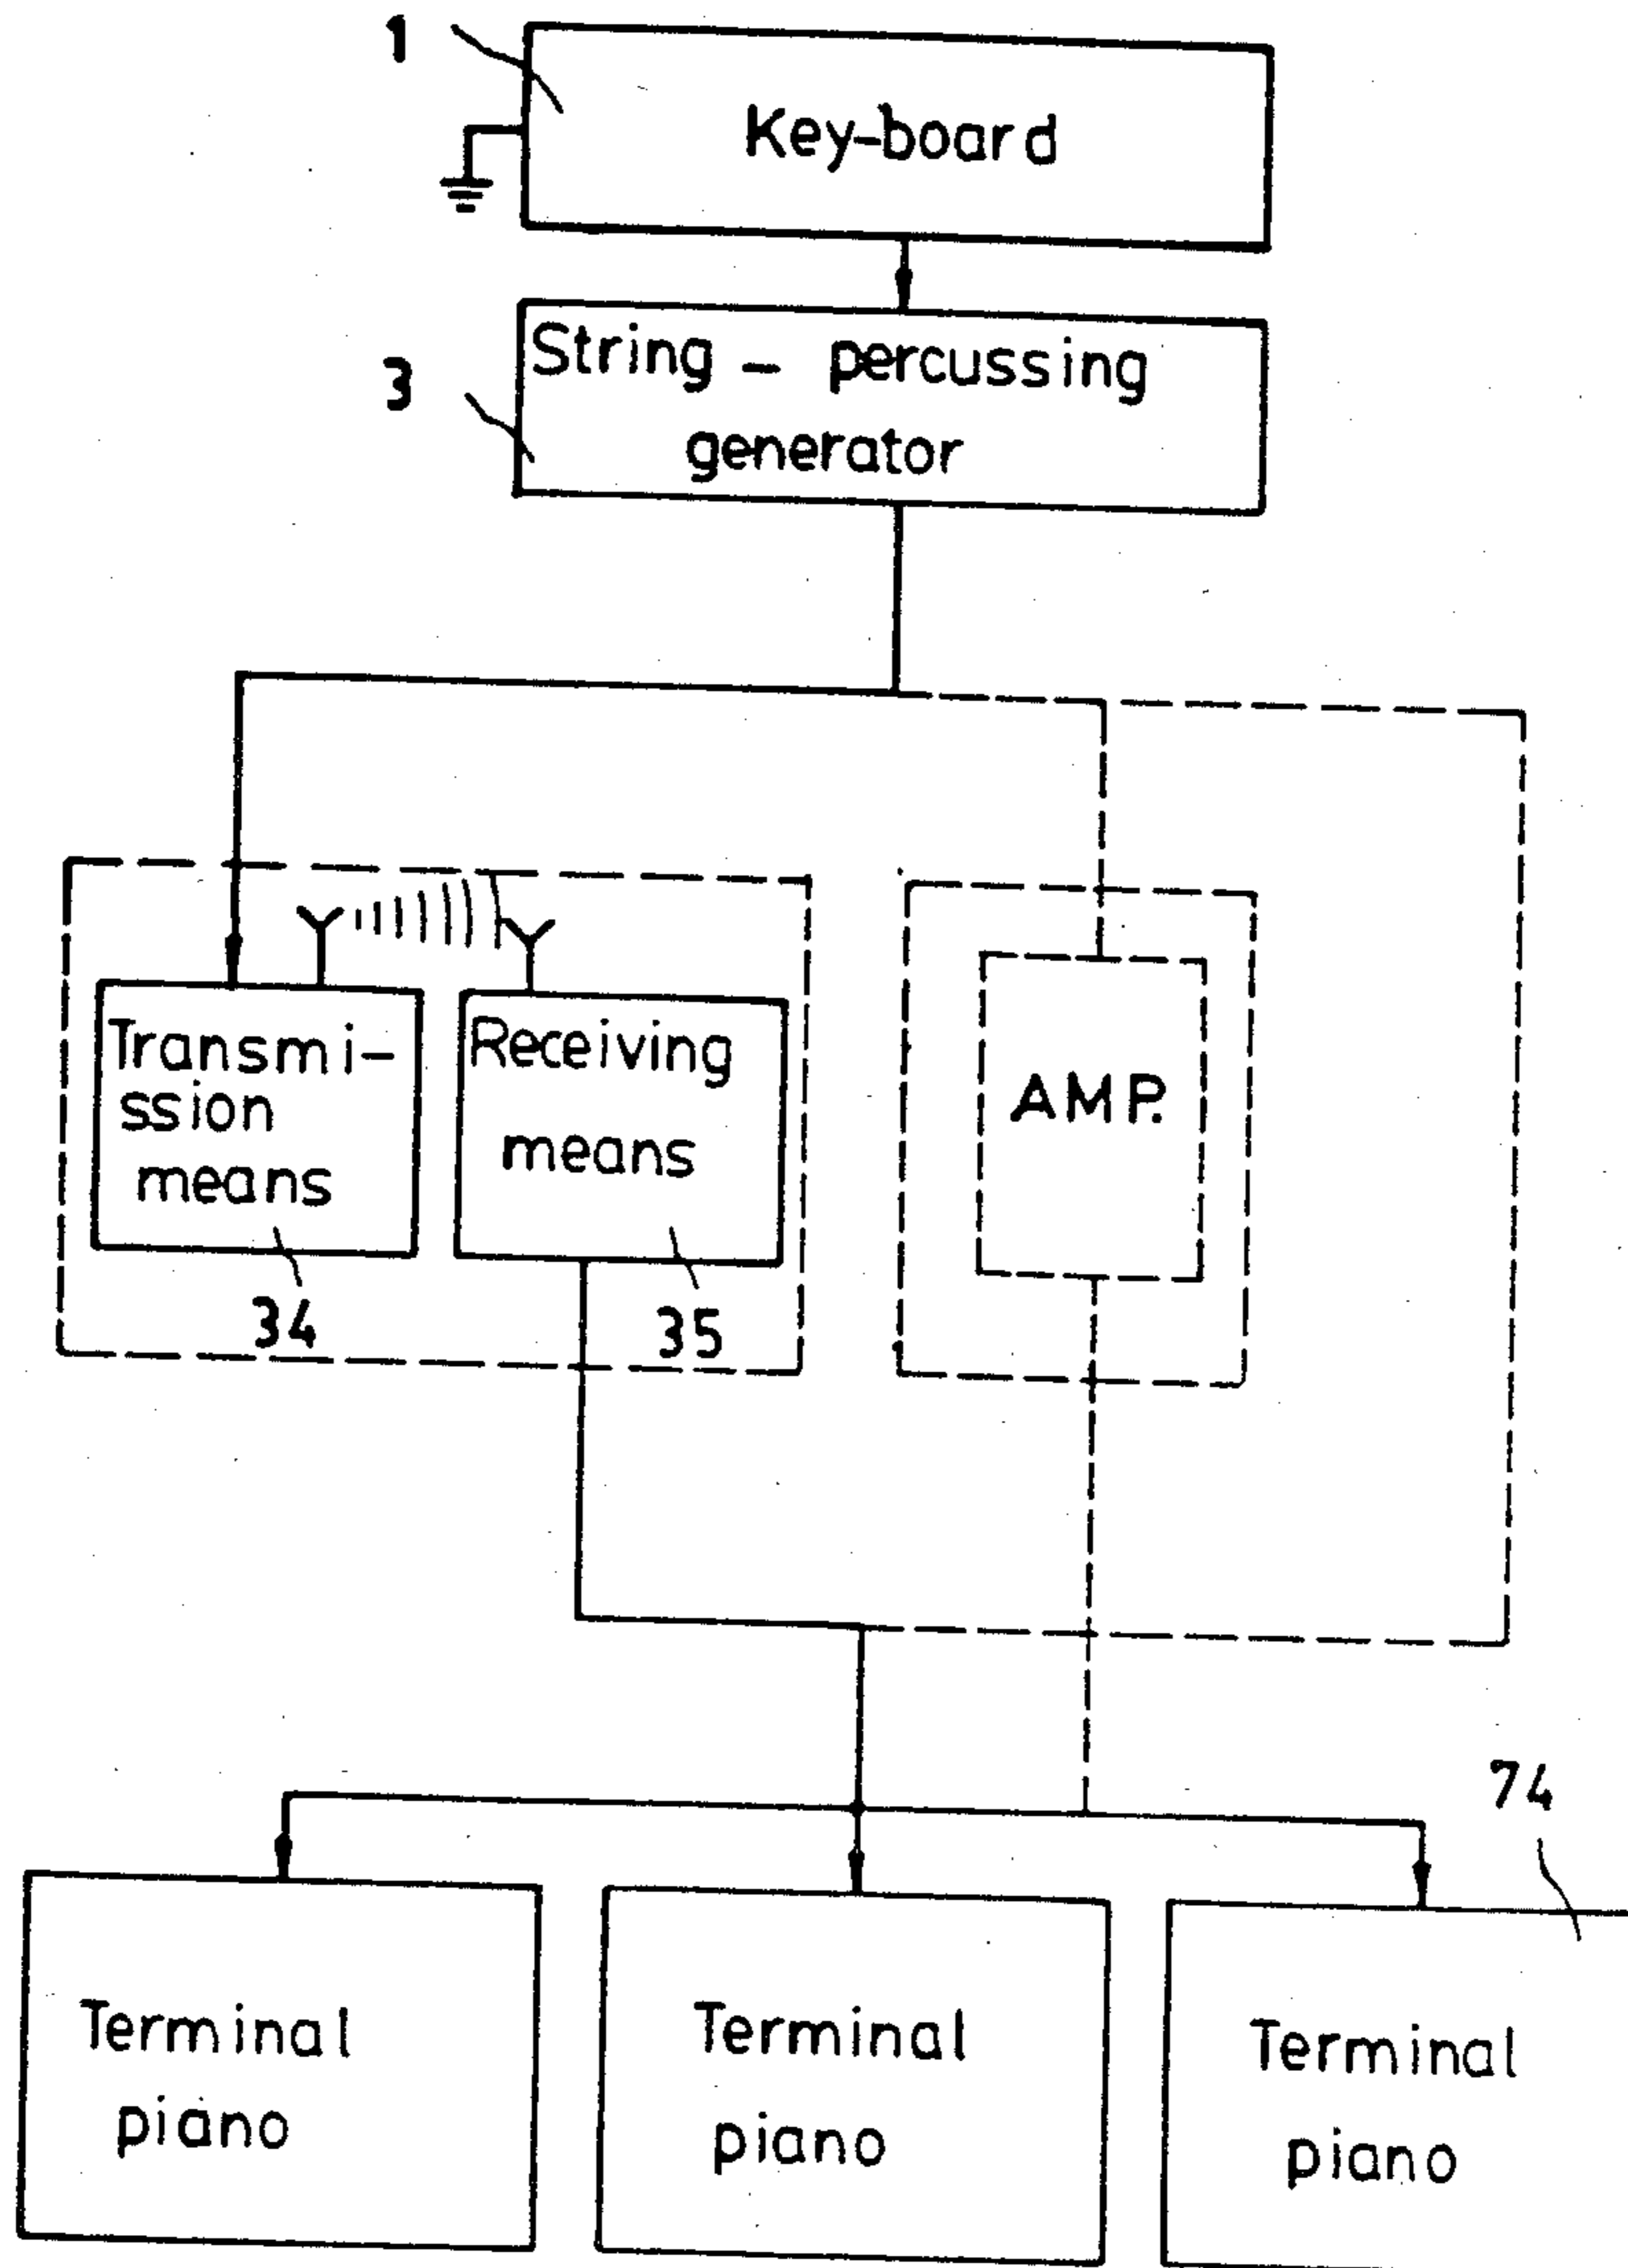 1
Key-board
3
String - percussing
generator
Transmi-
ssion
means
Receiving
means
AMP.
34
35
74
Terminal
piano
Terminal
piano
Terminal
piano